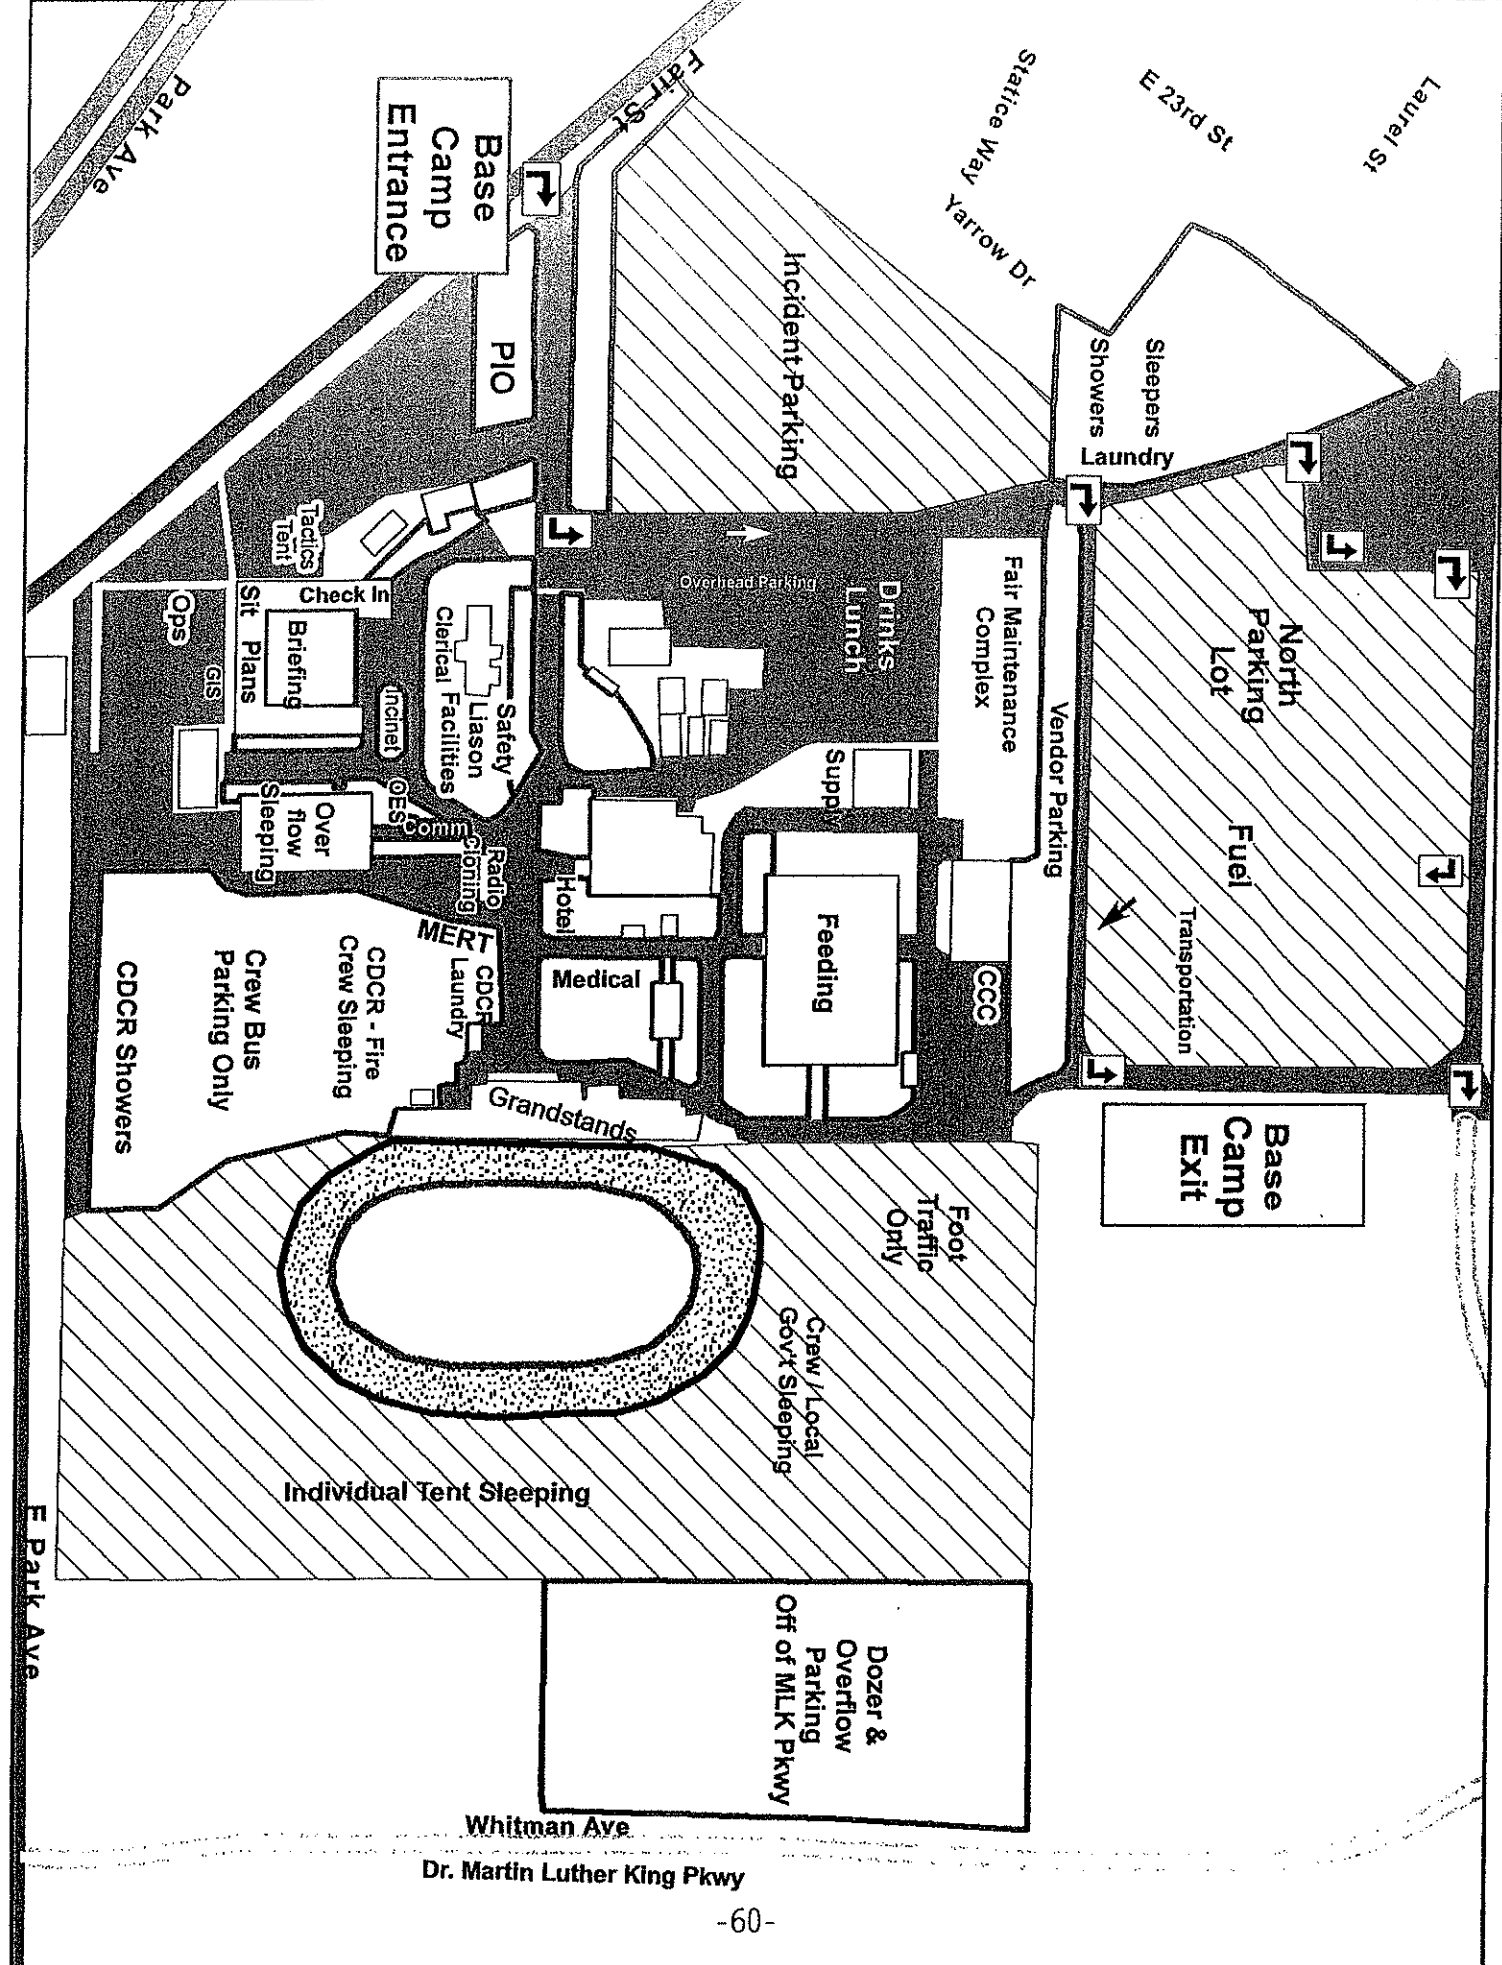 Park Ave
Fair St
Statice Way
E 23rd St
Laurel St
Yarrow Dr
Base
Camp
Entrance
PIO
Incident Parking
Sleepers
Showers
Laundry
Tactics
Tent
Check In
Ops
Sit Plans
GIS
Briefing
Incinet
Clerical
Safety
Liason
Facilities
Overhead Parking
Drinks
Lunch
Fair Maintenance
Complex
Vendor Parking
North
Parking
Lot
Fuel
Transportation
Supply
Over
flow
Sleeping
OES
Comm
Radio
Cloning
Hotel
Feeding
MERT
CDCR
Laundry
Medical
CCC
CDCR - Fire
Crew Sleeping
Crew Bus
Parking Only
CDCR Showers
Grandstands
Base
Camp
Exit
Foot
Traffic
Only
Crew / Local
Gov't Sleeping
Individual Tent Sleeping
E Park Ave
Dozer &
Overflow
Parking
Off of MLK Pkwy
Whitman Ave
Dr. Martin Luther King Pkwy
-60-